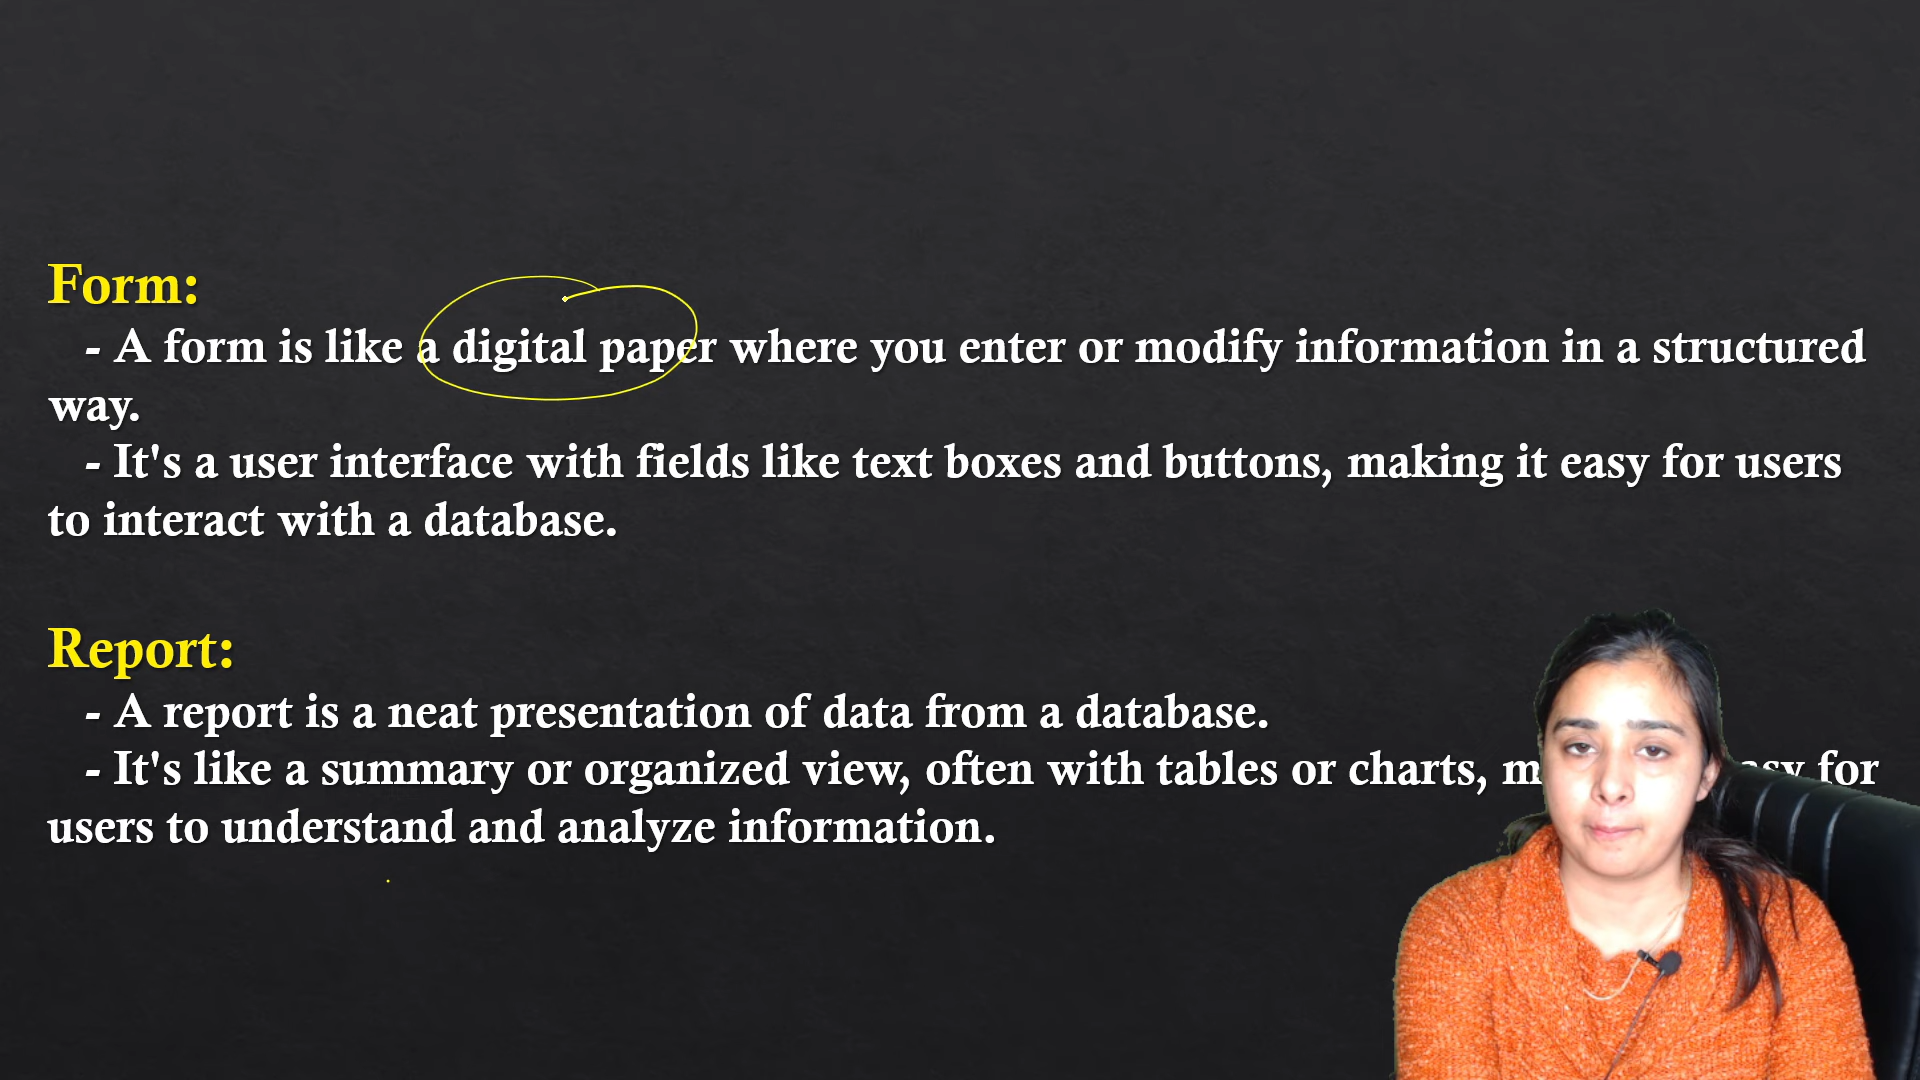 Form:
- A form is like a digital paper where you enter or modify information in a structured
way.
- It's a user interface with fields like text boxes and buttons, making it easy for users
to interact with a database.
Report:
- A report is a neat presentation of data from a database.
- It's like a summary or organized view, often with tables or charts, for
users to understand and analyze information.